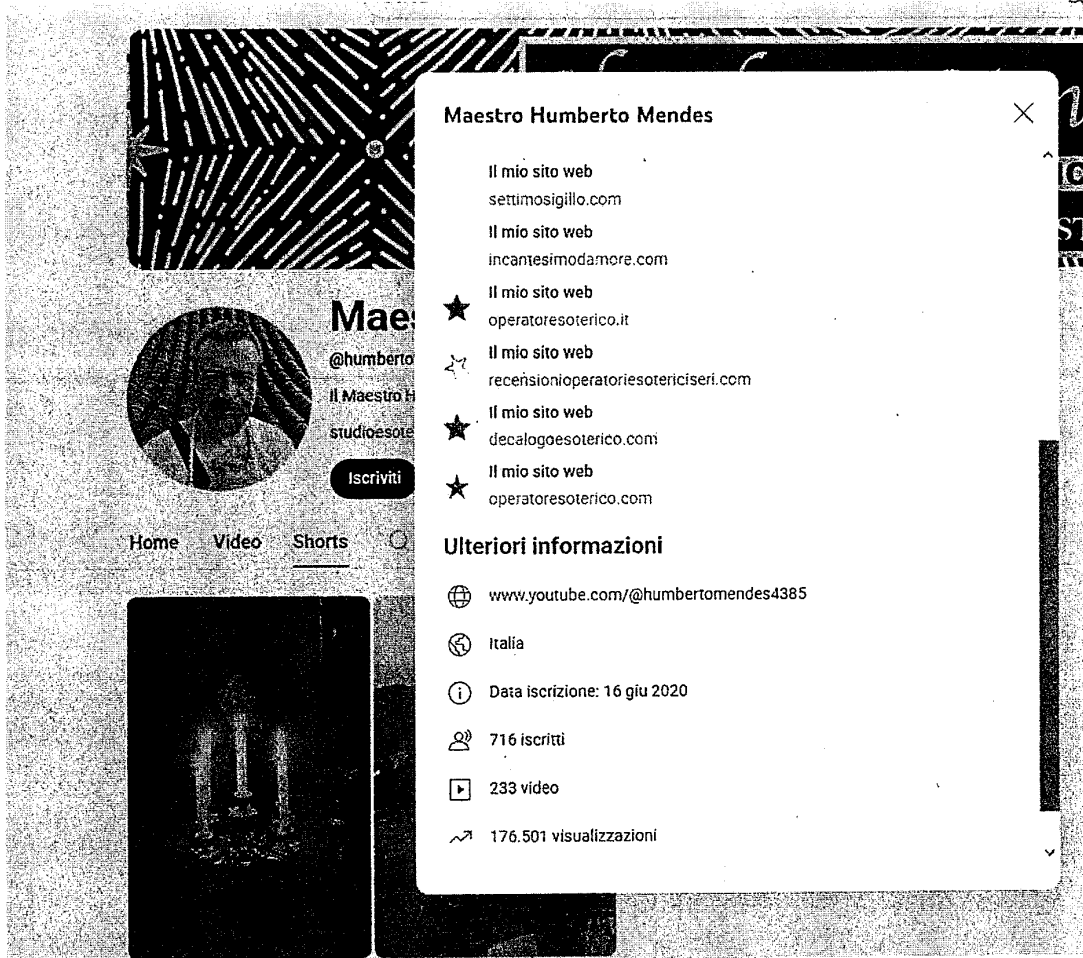 Maestro Humberto Mendes
Il mio sito web
settimosigillo.com
Il mio sito web
incantesimodamore.com
Il mio sito web
operatoresoterico.it
Il mio sito web
recensionioperatoriesotericiseri.com
Il mio sito web
decalogoesoterico.com
Il mio sito web
operatoresoterico.com
Ulteriori informazioni
www.youtube.com/@humbertomendes4385
Italia
Data iscrizione: 16 giu 2020
716 iscritti
233 video
176.501 visualizzazioni
Maes
@humberto
Il Maestro H
studioesote
Iscriviti
Home Video Shorts